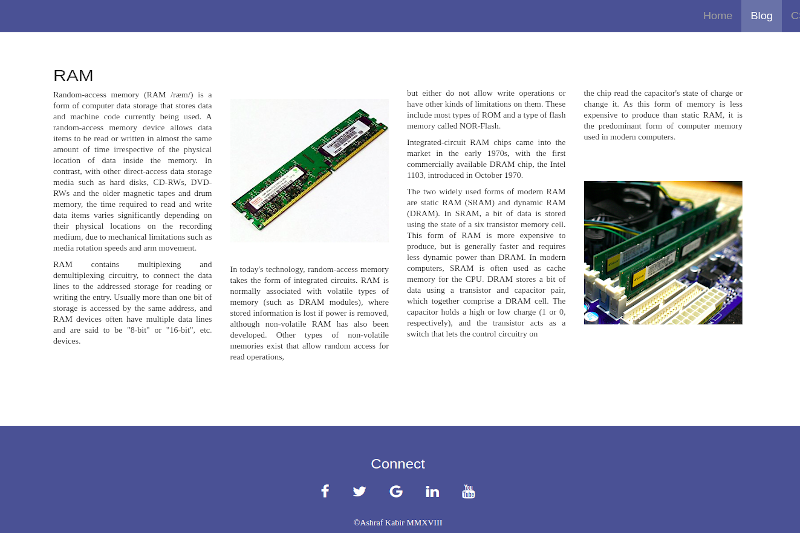 Home Blog
RAM
Random-access memory (RAM /ræm/) is a
form of computer data storage that stores data
and machine code currently being used. A
random-access memory device allows data
items to be read or written in almost the same
amount of time irrespective of the physical
location of data inside the memory. In
contrast, with other direct-access data storage
media such as hard disks, CD-RWs, DVD-
RWs and the older magnetic tapes and drum
memory, the time required to read and write
data items varies significantly depending on
their physical locations on the recording
medium, due to mechanical limitations such as
media rotation speeds and arm movement.
RAM contains multiplexing and
demultiplexing circuitry, to connect the data
lines to the addressed storage for reading or
writing the entry. Usually more than one bit of
storage is accessed by the same address, and
RAM devices often have multiple data lines
and are said to be "8-bit" or "16-bit", etc.
devices.
In today's technology, random-access memory
takes the form of integrated circuits. RAM is
normally associated with volatile types of
memory (such as DRAM modules), where
stored information is lost if power is removed,
although non-volatile RAM has also been
developed. Other types of non-volatile
memories exist that allow random access for
read operations,
but either do not allow write operations or
have other kinds of limitations on them. These
include most types of ROM and a type of flash
memory called NOR-Flash.
Integrated-circuit RAM chips came into the
market in the early 1970s, with the first
commercially available DRAM chip, the Intel
1103, introduced in October 1970.
The two widely used forms of modern RAM
are static RAM (SRAM) and dynamic RAM
(DRAM). In SRAM, a bit of data is stored
using the state of a six transistor memory cell.
This form of RAM is more expensive to
produce, but is generally faster and requires
less dynamic power than DRAM. In modern
computers, SRAM is often used as cache
memory for the CPU. DRAM stores a bit of
data using a transistor and capacitor pair,
which together comprise a DRAM cell. The
capacitor holds a high or low charge (1 or 0,
respectively), and the transistor acts as a
switch that lets the control circuitry on
the chip read the capacitor's state of charge or
change it. As this form of memory is less
expensive to produce than static RAM, it is
the predominant form of computer memory
used in modern computers.
Connect
You Tube
©Ashraf Kabir MMXVIII